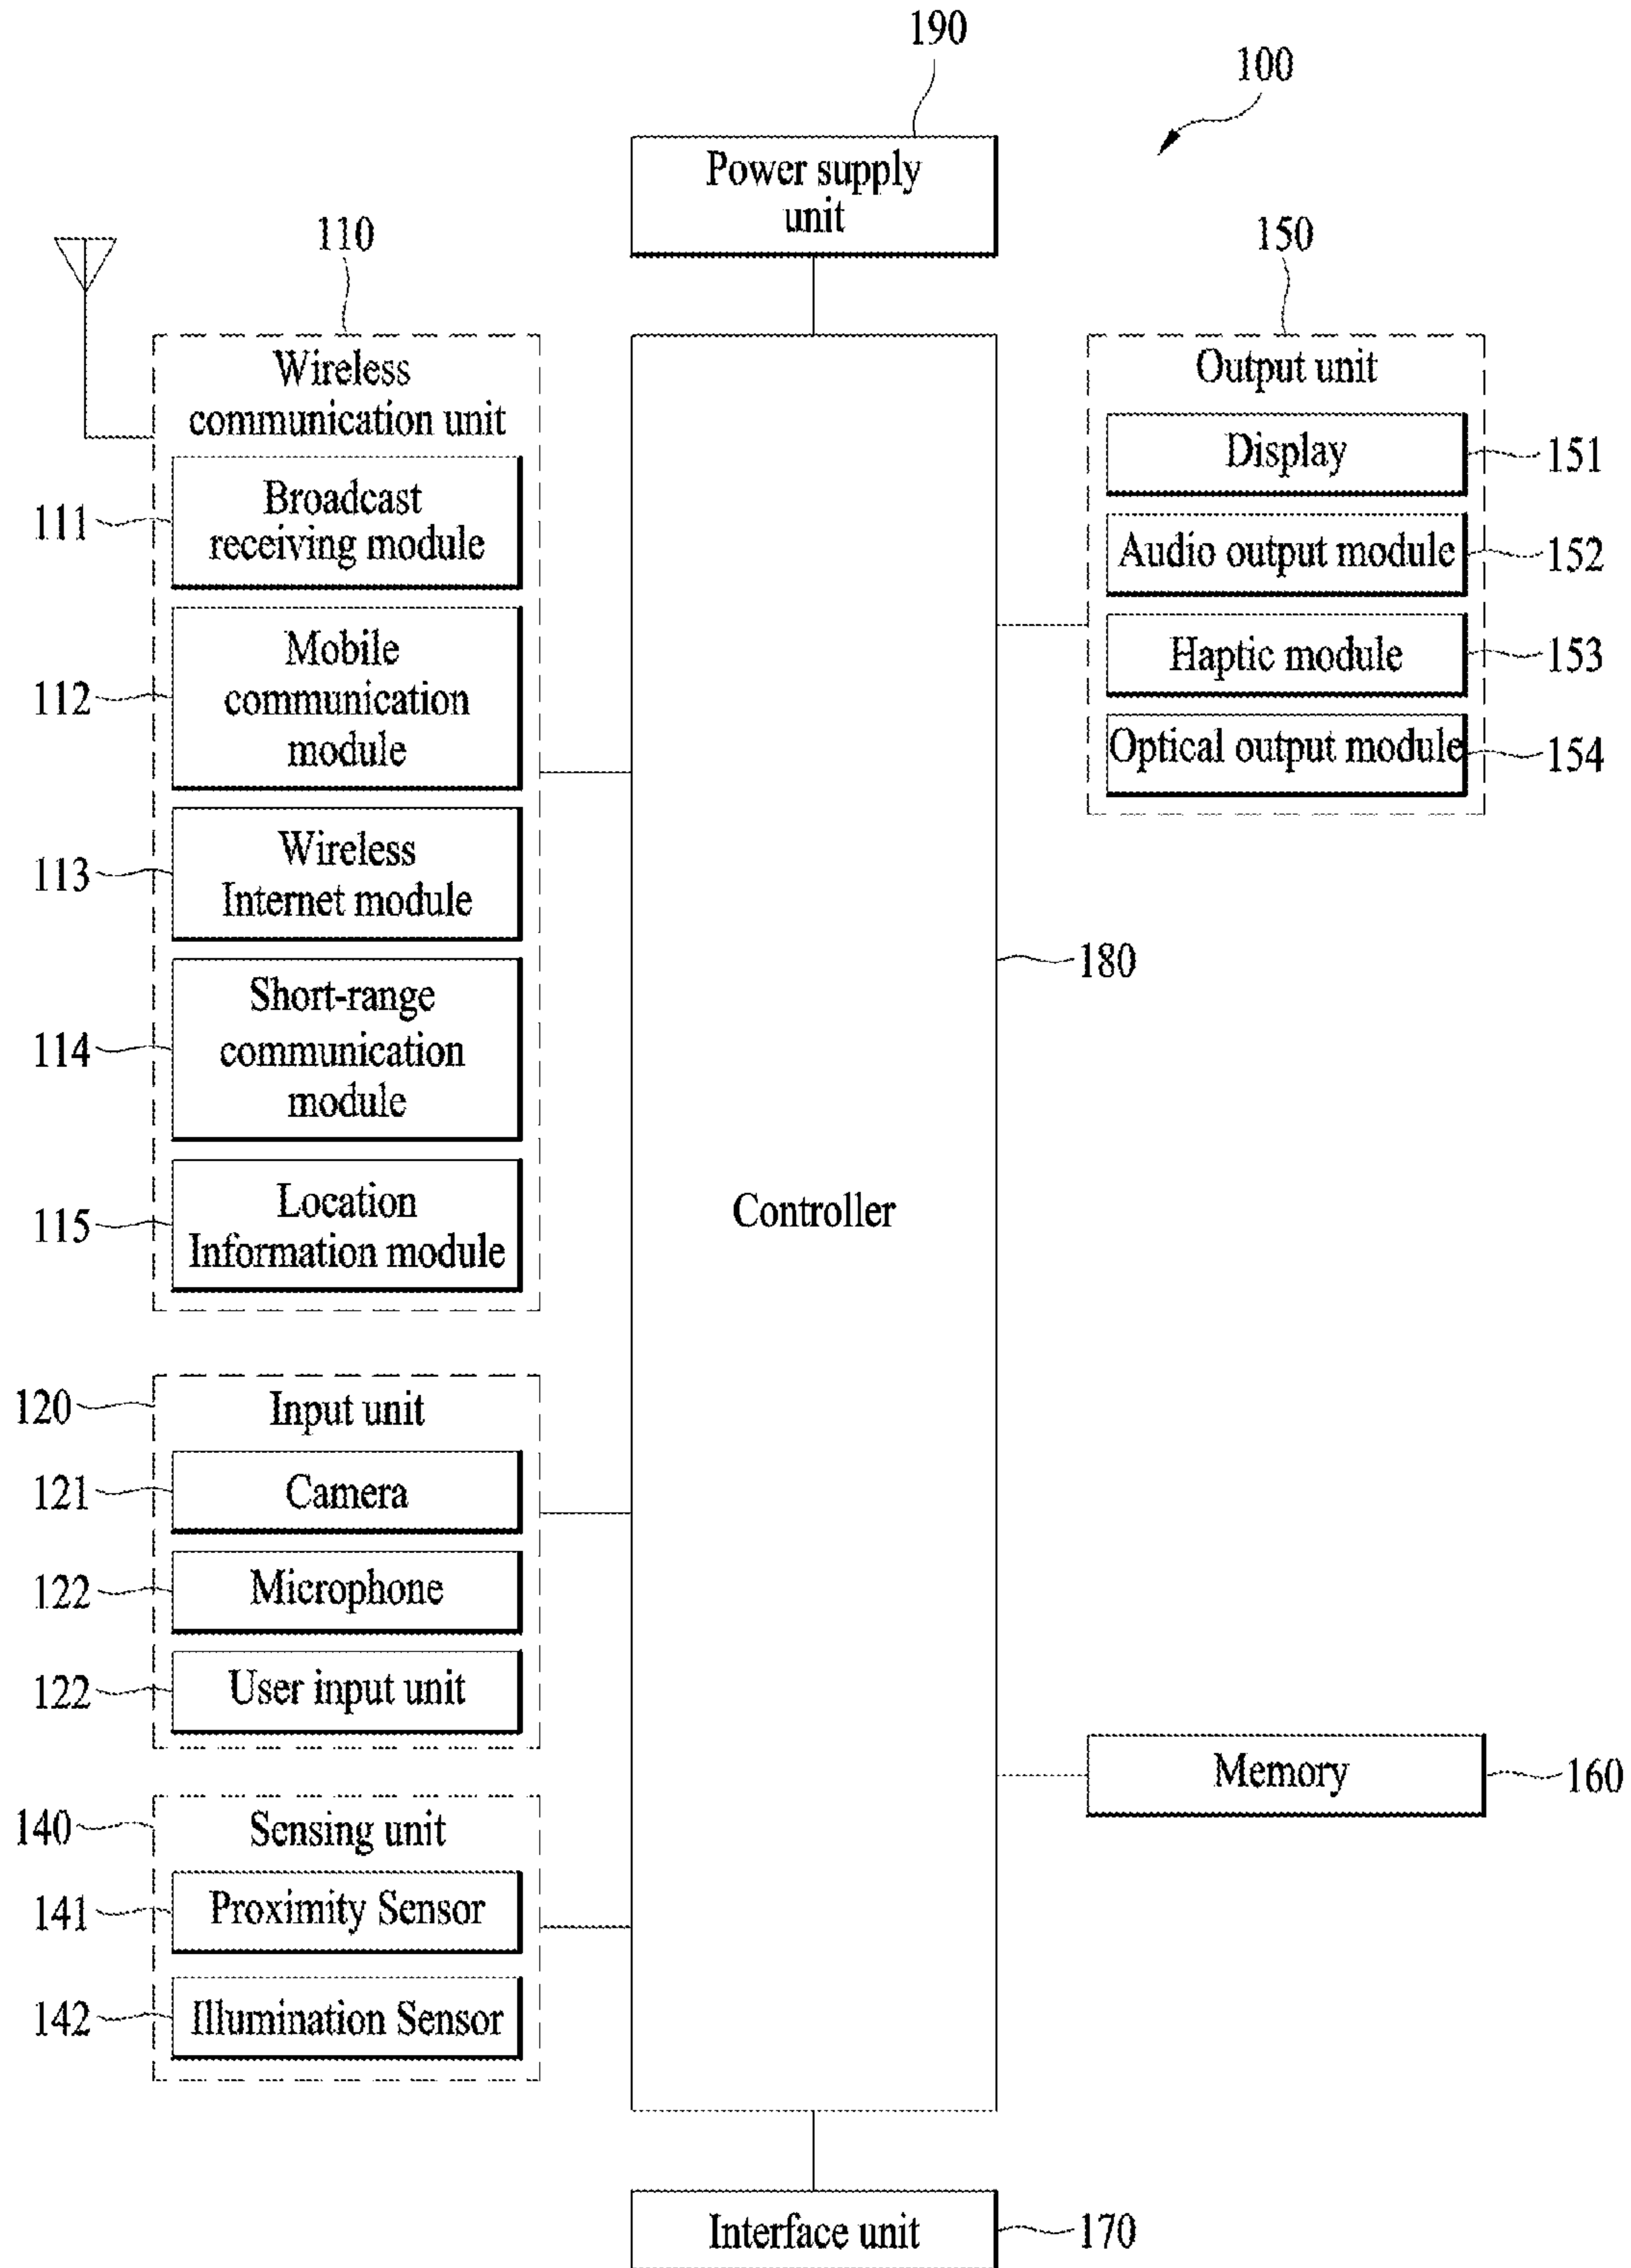 190
100
Power supply
unit
110
Wireless
communication unit
111
Broadcast
receiving module
112
Mobile
communication
module
113
Wireless
Internet module
114
Short-range
communication
module
115
Location
Information module
120
Input unit
121
Camera
122
Microphone
122
User input unit
140
Sensing unit
141
Proximity Sensor
142
Illumination Sensor
Controller
180
150
Output unit
Display
151
Audio output module
152
Haptic module
153
Optical output module
154
Memory
160
Interface unit
170